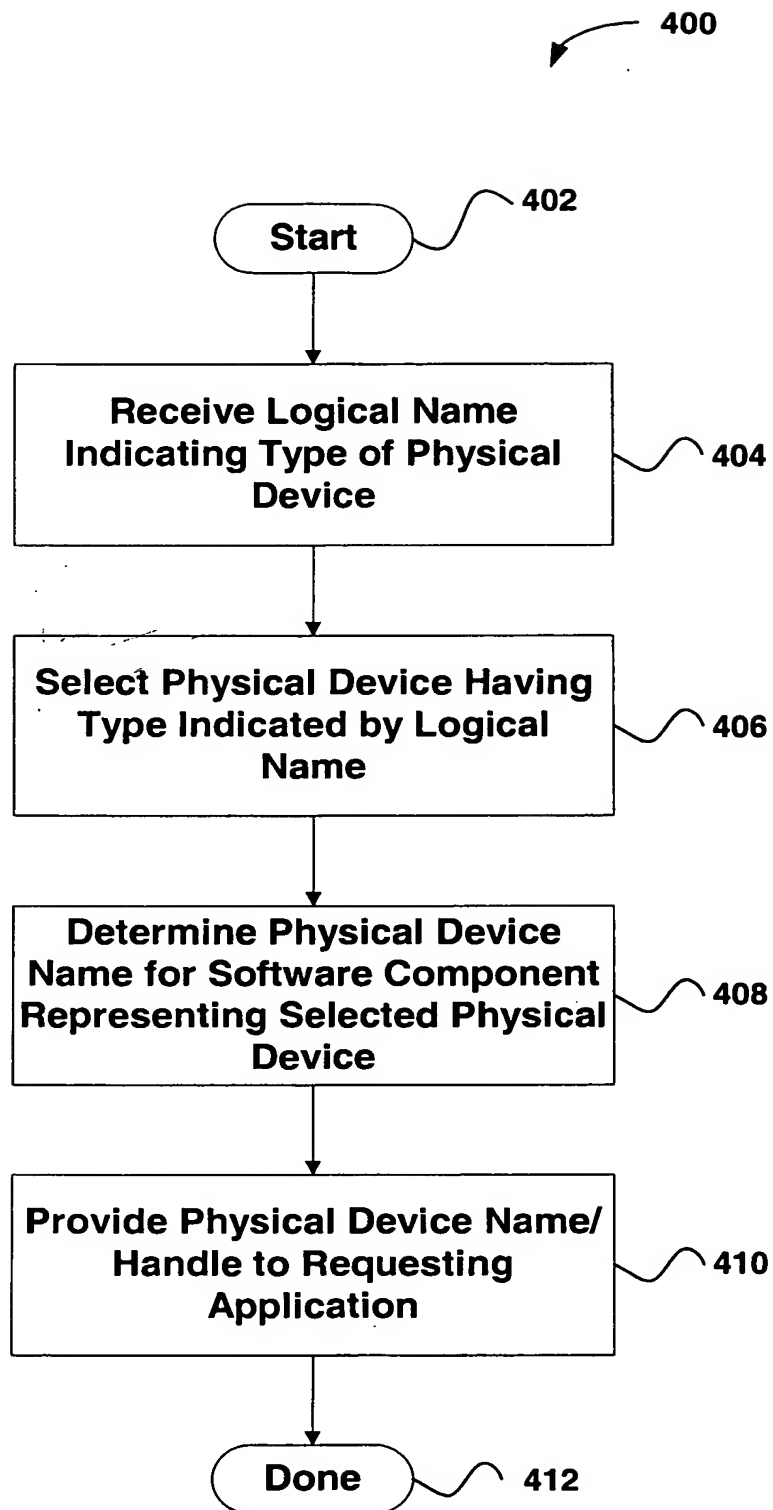 400
Start
402
Receive Logical Name
Indicating Type of Physical
Device
404
Select Physical Device Having
Type Indicated by Logical
Name
406
Determine Physical Device
Name for Software Component
Representing Selected Physical
Device
408
Provide Physical Device Name/
Handle to Requesting
Application
410
Done
412